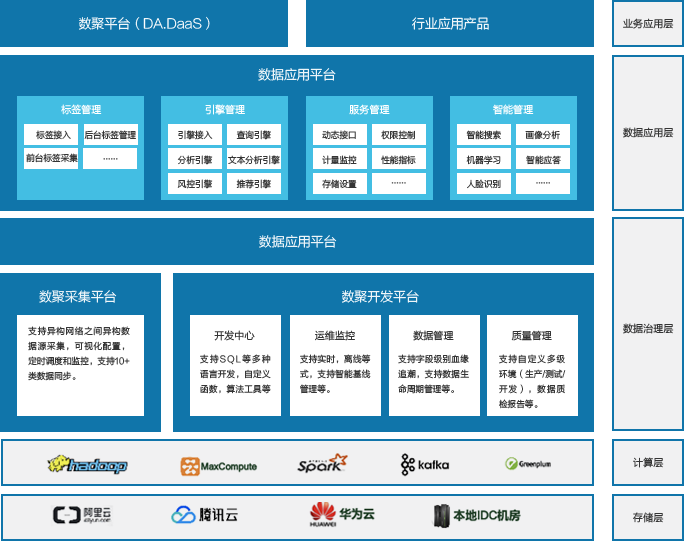 数聚平台（DA.DaaS）
行业应用产品
业务应用层
数据应用平台
标签管理
标签接入
后台标签管理
前台标签采集
……
引擎管理
引擎接入
查询引擎
分析引擎
文本分析引擎
风控引擎
推荐引擎
服务管理
动态接口
权限控制
计量监控
性能指标
存储设置
……
智能管理
智能搜索
画像分析
机器学习
智能应答
人脸识别
……
数据应用层
数据应用平台
数聚采集平台
支持异构网络之间异构数
据源采集，可视化配置，
定时调度和监控，支持10+
类数据同步。
数聚开发平台
开发中心
支持SQL等多种
语言开发，自定义
函数，算法工具等
运维监控
支持实时，离线等
式，支持智能基线
管理等。
数据管理
支持字段级别血缘
追溯，支持数据生
命周期管理等。
质量管理
支持自定义多级
环境（生产/测试/
开发），数据质
检报告等。
数据治理层
hadoop
MaxCompute
Spark
kafka
Greenplum
计算层
阿里云
aliyun.com
腾讯云
HUAWEI
华为云
本地IDC机房
存储层